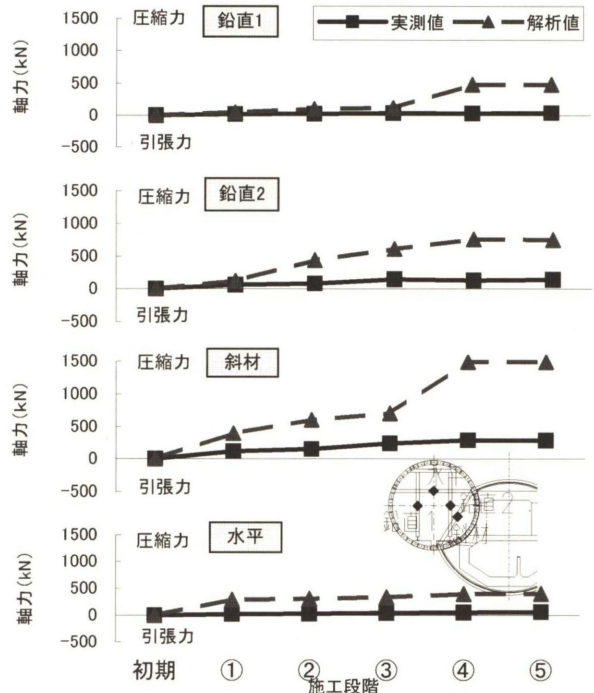 圧縮力 鉛直1 実測値 解析値
1500
1000
500
0
-500
軸力(kN)
引張力
圧縮力 鉛直2
1500
1000
500
0
-500
軸力(kN)
引張力
圧縮力 斜材
1500
1000
500
0
-500
軸力(kN)
引張力
圧縮力 水平
1500
1000
500
0
-500
軸力(kN)
引張力
初期 ① ② ③ ④ ⑤
施工段階